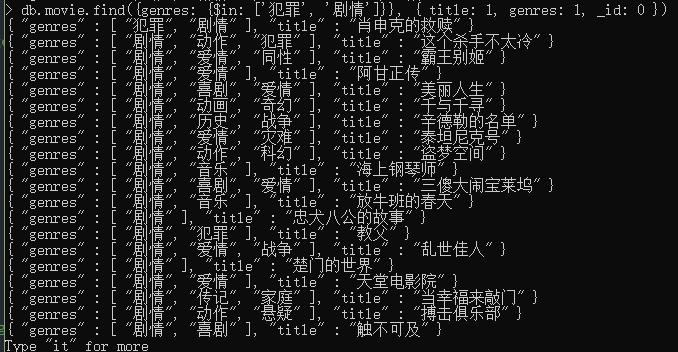 > db.movie.find({genres: {$in: ['犯罪', '剧情']}}, { title: 1, genres: 1, _id: 0 })
{ "genres" : [ "犯罪", "剧情" ], "title" : "肖申克的救赎" }
{ "genres" : [ "剧情", "动作", "犯罪" ], "title" : "这个杀手不太冷" }
{ "genres" : [ "剧情", "爱情", "同性" ], "title" : "霸王别姬" }
{ "genres" : [ "剧情", "爱情" ], "title" : "阿甘正传" }
{ "genres" : [ "剧情", "喜剧", "爱情" ], "title" : "美丽人生" }
{ "genres" : [ "剧情", "动画", "奇幻" ], "title" : "千与千寻" }
{ "genres" : [ "剧情", "历史", "战争" ], "title" : "辛德勒的名单" }
{ "genres" : [ "剧情", "爱情", "灾难" ], "title" : "泰坦尼克号" }
{ "genres" : [ "剧情", "动作", "科幻" ], "title" : "盗梦空间" }
{ "genres" : [ "剧情", "音乐" ], "title" : "海上钢琴师" }
{ "genres" : [ "剧情", "喜剧", "爱情" ], "title" : "三傻大闹宝莱坞" }
{ "genres" : [ "剧情", "音乐" ], "title" : "放牛班的春天" }
{ "genres" : [ "剧情" ], "title" : "忠犬八公的故事" }
{ "genres" : [ "剧情", "犯罪" ], "title" : "教父" }
{ "genres" : [ "剧情", "爱情", "战争" ], "title" : "乱世佳人" }
{ "genres" : [ "剧情" ], "title" : "楚门的世界" }
{ "genres" : [ "剧情", "爱情" ], "title" : "天堂电影院" }
{ "genres" : [ "剧情", "传记", "家庭" ], "title" : "当幸福来敲门" }
{ "genres" : [ "剧情", "动作", "悬疑" ], "title" : "搏击俱乐部" }
{ "genres" : [ "剧情", "喜剧" ], "title" : "触不可及" }
Type "it" for more